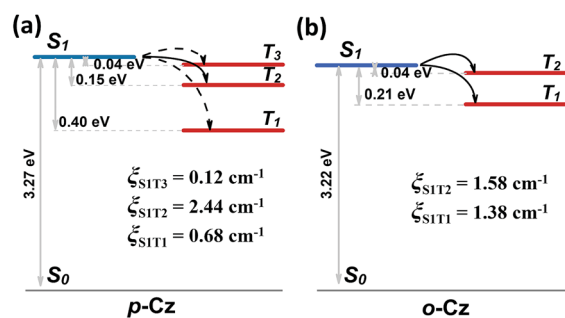 (a)
S1
T3
0.04 eV
T2
0.15 eV
T1
0.40 eV
3.27 eV
ξS1T3 = 0.12 cm-1
ξS1T2 = 2.44 cm-1
ξS1T1 = 0.68 cm-1
S0
p-Cz
(b)
S1
T2
0.04 eV
T1
0.21 eV
3.22 eV
ξS1T2 = 1.58 cm-1
ξS1T1 = 1.38 cm-1
S0
o-Cz